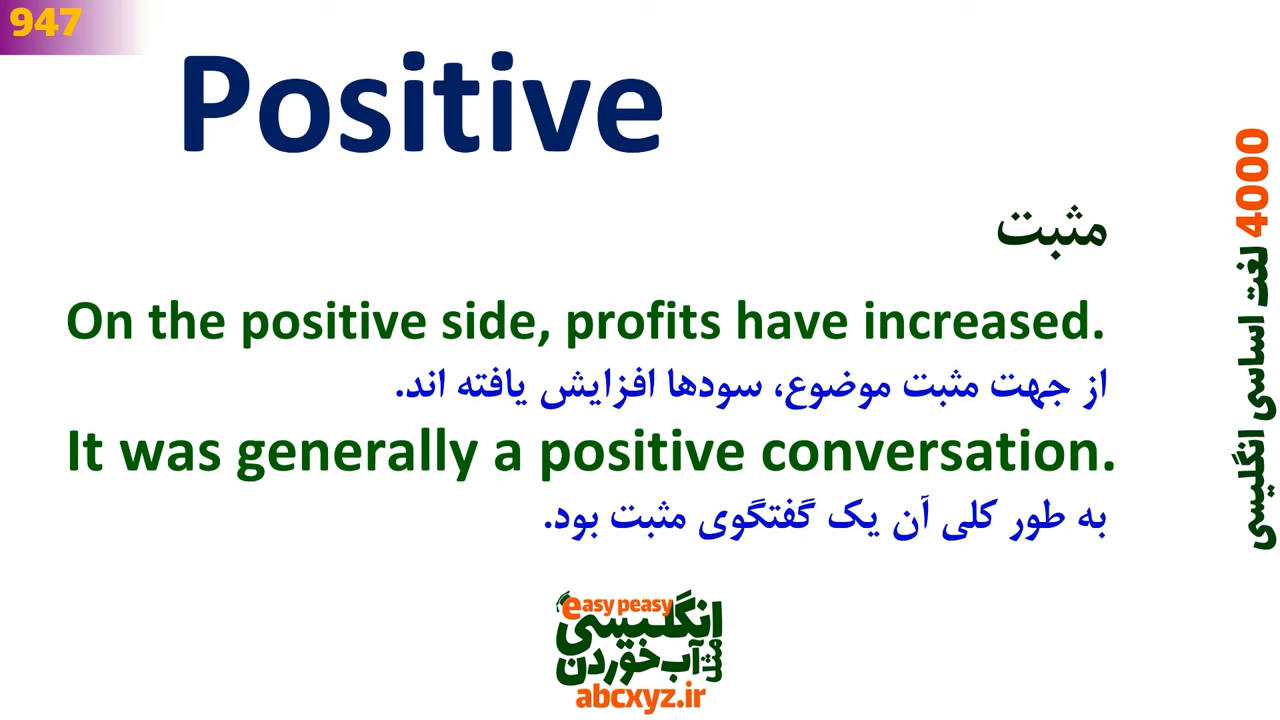 947
Positive
مثبت
On the positive side, profits have increased.
از جهت مثبت موضوع، سودها افزایش یافته اند.
It was generally a positive conversation.
به طور کلی آن یک گفتگوی مثبت بود.
4000 لغت اساسی انگلیسی
easy peasy
انگلیسی
مثل آب خوردن
abcxyz.ir